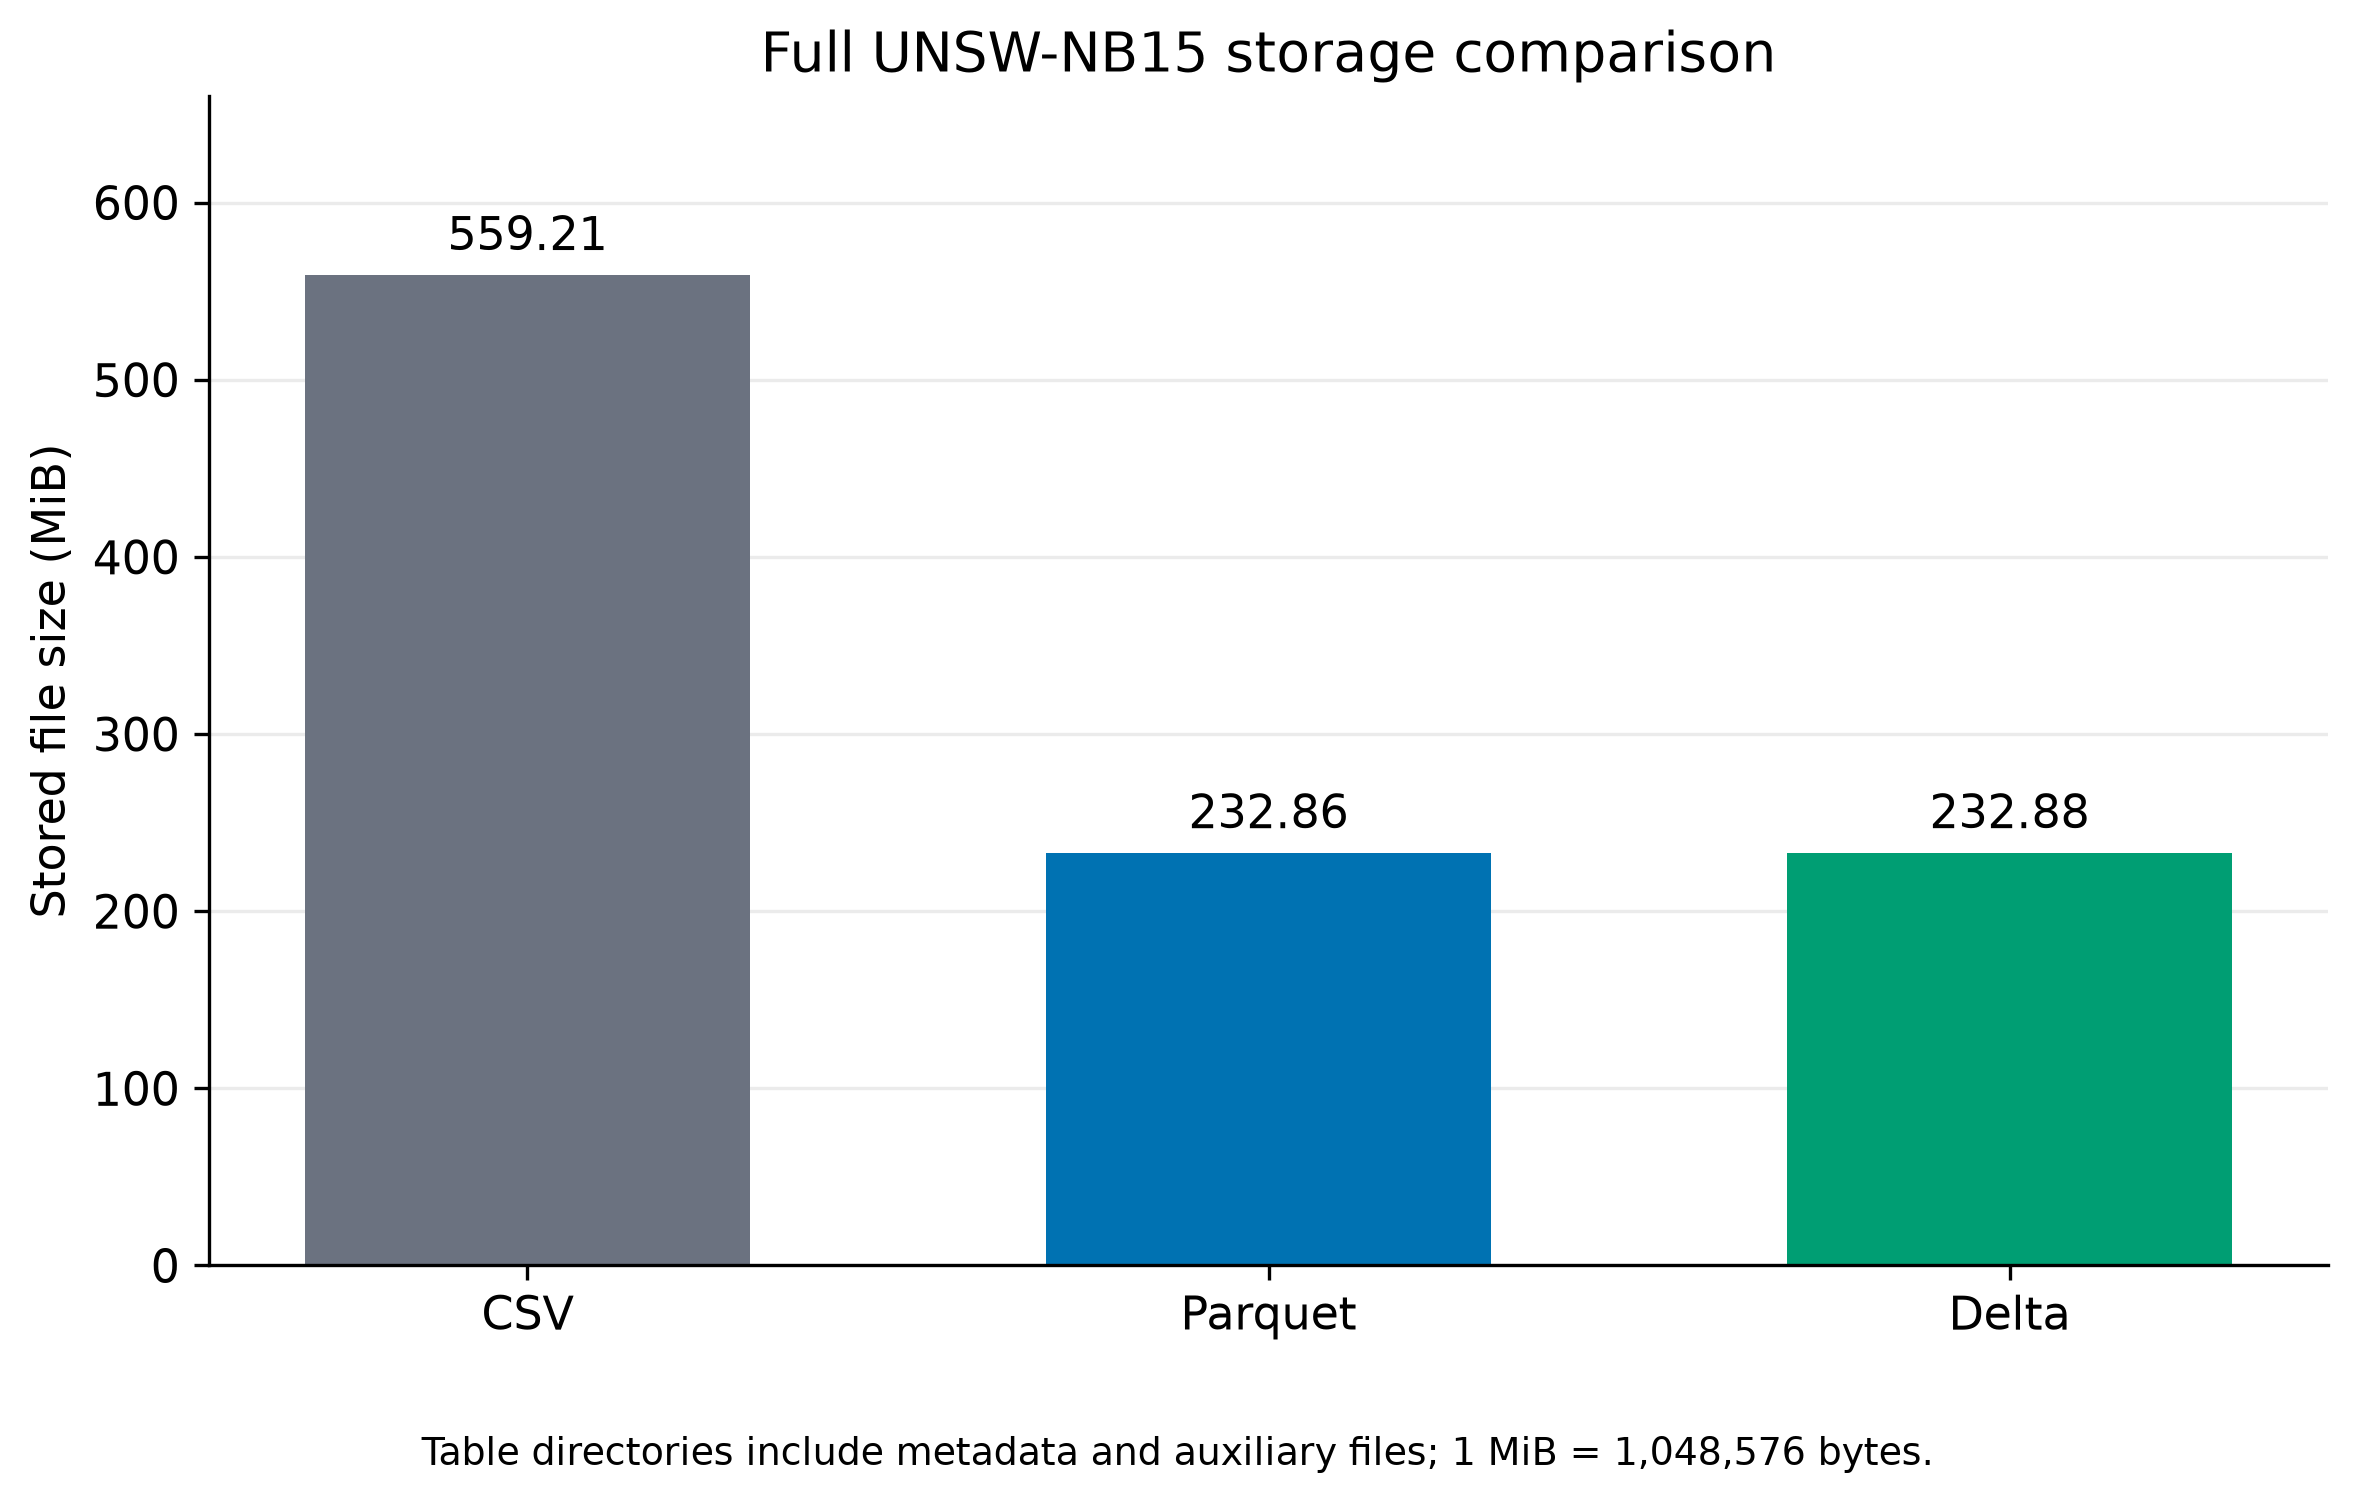 Full UNSW-NB15 storage comparison
Stored file size (MiB)
600
500
400
300
200
100
0
559.21
232.86
232.88
CSV
Parquet
Delta
Table directories include metadata and auxiliary files; 1 MiB = 1,048,576 bytes.